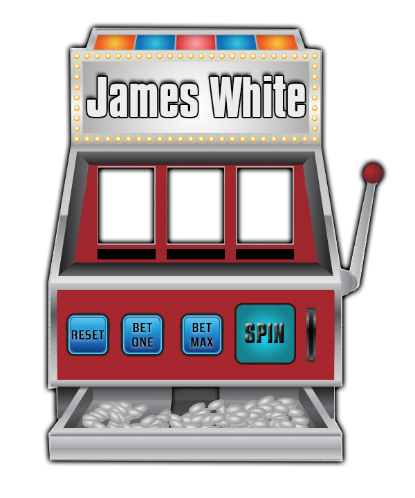 James White
RESET
BET
ONE
BET
MAX
SPIN